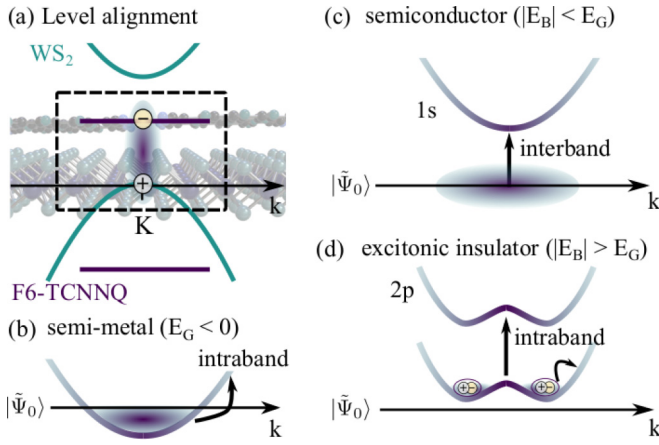 (a) Level alignment
WS₂
−
+
k
K
F6-TCNNQ
(b) semi-metal (E_G < 0)
intraband
|Ψ̃₀⟩
k
(c) semiconductor (|E_B| < E_G)
1s
interband
|Ψ̃₀⟩
k
(d) excitonic insulator (|E_B| > E_G)
2p
intraband
+− +−
|Ψ̃₀⟩
k